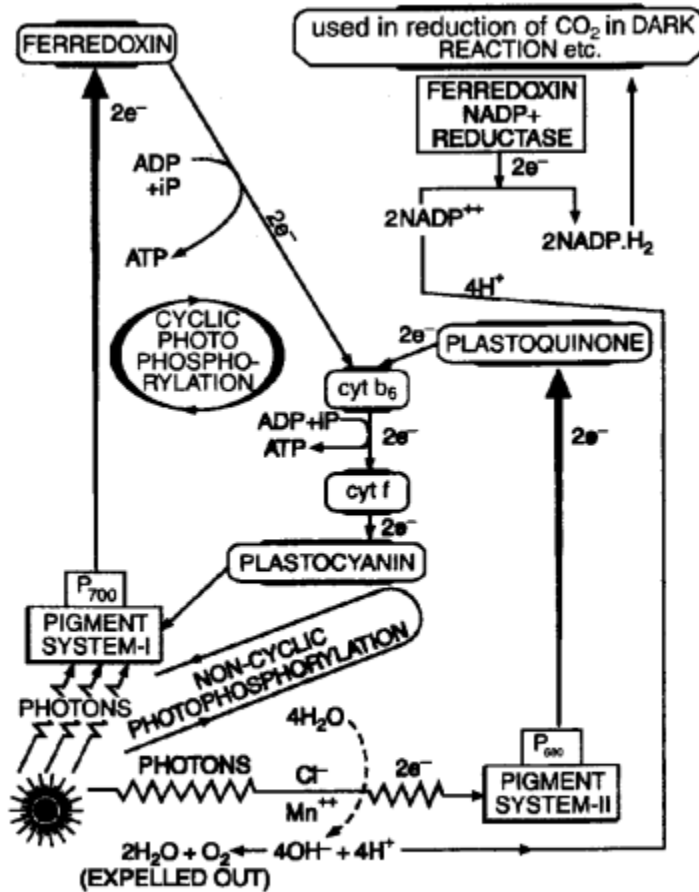 FERREDOXIN
used in reduction of CO₂ in DARK
REACTION etc.
FERREDOXIN
NADP+
REDUCTASE
2e⁻
2e⁻
ADP
+iP
ATP
2e⁻
2NADP⁺⁺
2NADP.H₂
4H⁺
CYCLIC
PHOTO
PHOSPHO-
RYLATION
2e⁻
PLASTOQUINONE
cyt b₆
ADP+iP
ATP
2e⁻
2e⁻
cyt f
2e⁻
PLASTOCYANIN
P₇₀₀
PIGMENT
SYSTEM-I
NON-CYCLIC
PHOTOPHOSPHORYLATION
PHOTONS
4H₂O
PHOTONS
Cl⁻
Mn⁺⁺
2e⁻
P₆₈₀
PIGMENT
SYSTEM-II
2H₂O + O₂
4OH⁻ + 4H⁺
(EXPELLED OUT)